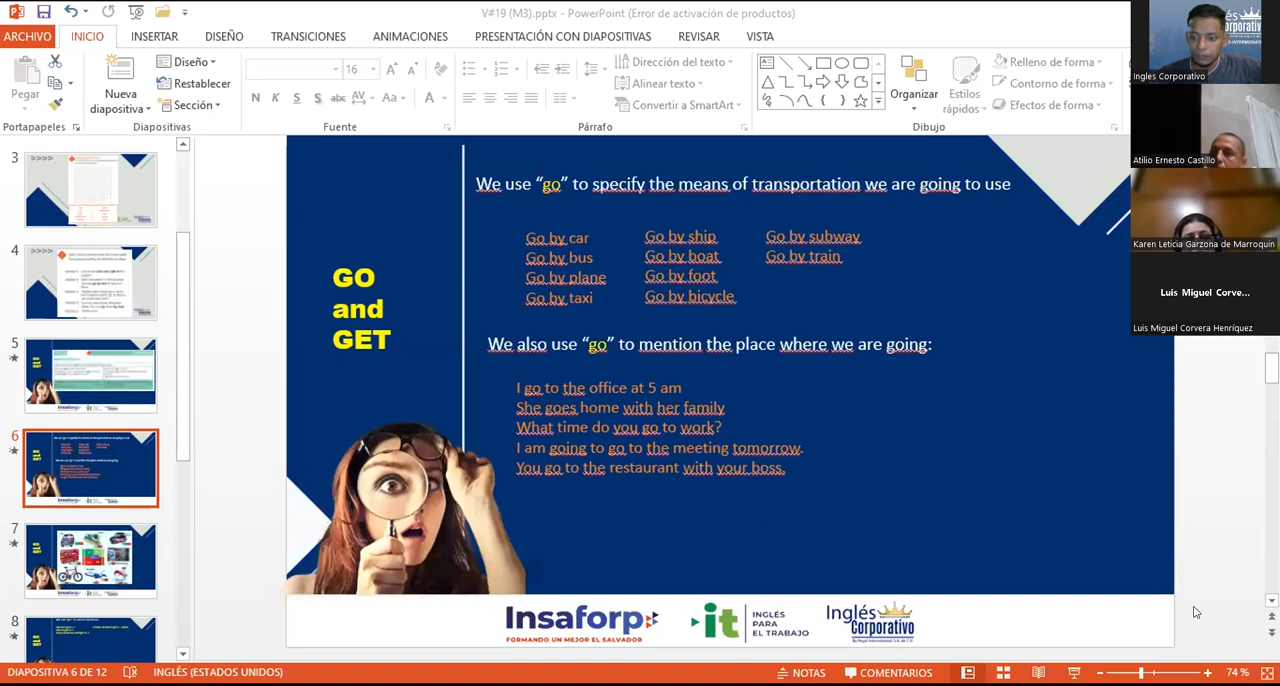 V#19 (M3).pptx - PowerPoint (Error de activación de productos)
ARCHIVO INICIO INSERTAR DISEÑO TRANSICIONES ANIMACIONES PRESENTACIÓN CON DIAPOSITIVAS REVISAR VISTA
Pegar
Nueva diapositiva
Diseño
Restablecer
Sección
16
N K S S abc AV Aa A
Dirección del texto
Alinear texto
Convertir a SmartArt
Organizar
Estilos rápidos
Relleno de forma
Contorno de forma
Efectos de forma
Portapapeles Diapositivas Fuente Párrafo Dibujo
Ingles Corporativo
Atilio Ernesto Castillo
Karen Leticia Garzona de Marroquin
Luis Miguel Corve...
Luis Miguel Corvera Henríquez
3
4
5
6
7
8
GO
and
GET
We use “go” to specify the means of transportation we are going to use
Go by car Go by ship Go by subway
Go by bus Go by boat Go by train
Go by plane Go by foot
Go by taxi Go by bicycle
We also use “go” to mention the place where we are going:
I go to the office at 5 am
She goes home with her family
What time do you go to work?
I am going to go to the meeting tomorrow.
You go to the restaurant with your boss.
Insaforp
FORMANDO UN MEJOR EL SALVADOR
it
INGLÉS
PARA
EL TRABAJO
Inglés
Corporativo
DIAPOSITIVA 6 DE 12 INGLÉS (ESTADOS UNIDOS) NOTAS COMENTARIOS 74 %